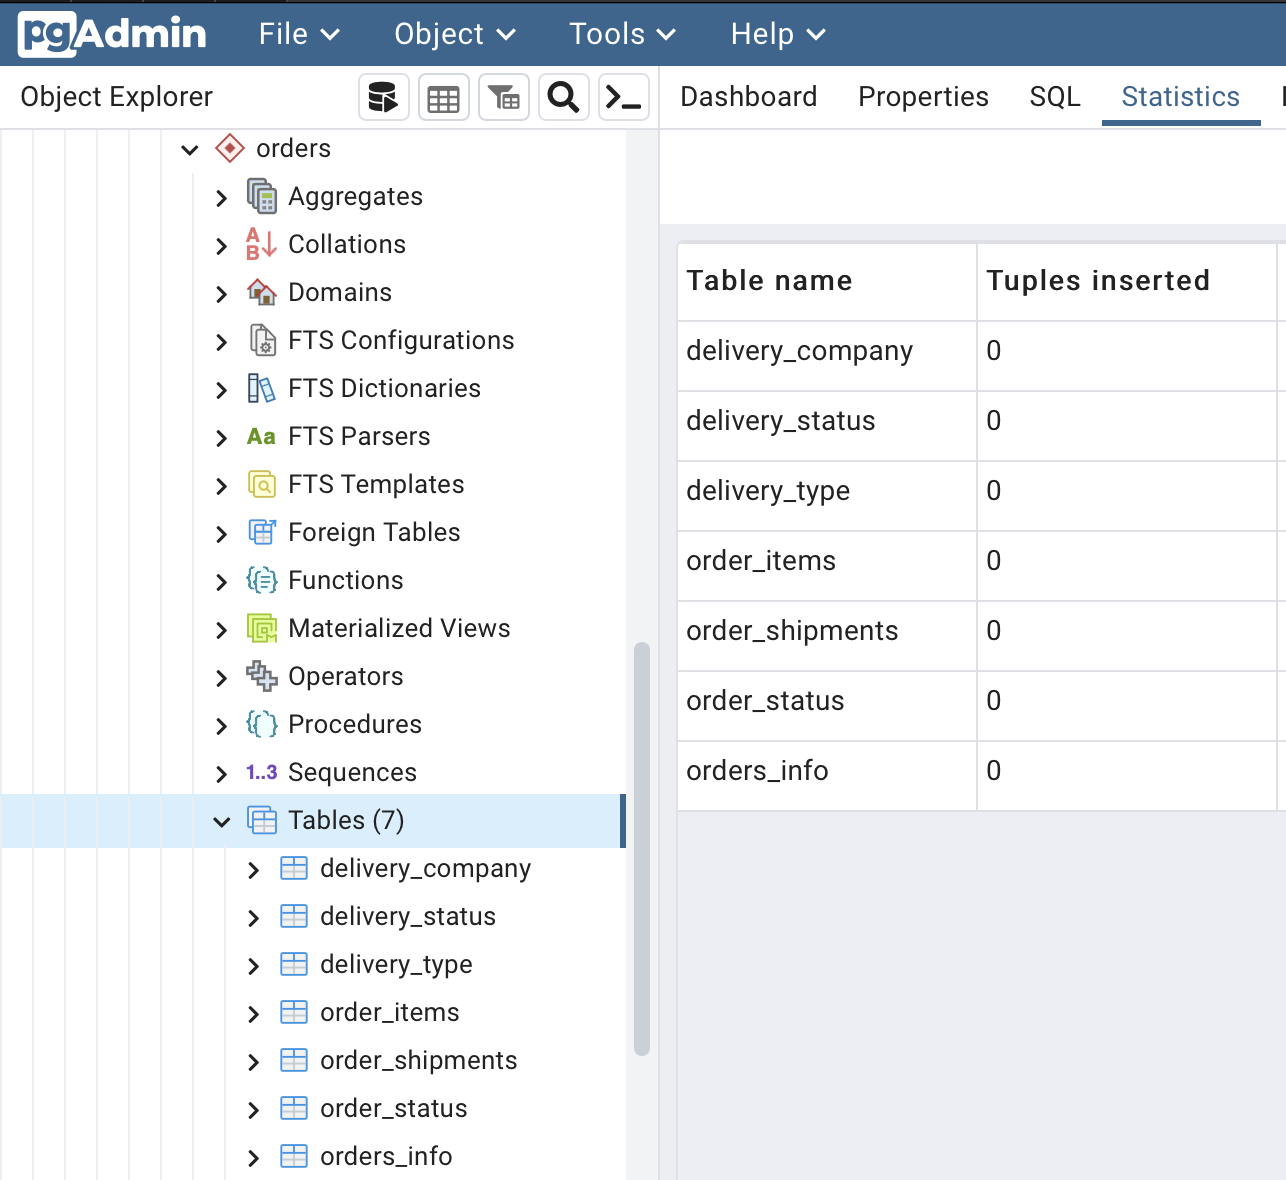 pgAdmin File Object Tools Help
Object Explorer
Dashboard Properties SQL Statistics
orders
Aggregates
Collations
Domains
FTS Configurations
FTS Dictionaries
Aa FTS Parsers
FTS Templates
Foreign Tables
Functions
Materialized Views
Operators
Procedures
1..3 Sequences
Tables (7)
delivery_company
delivery_status
delivery_type
order_items
order_shipments
order_status
orders_info
Table name Tuples inserted
delivery_company 0
delivery_status 0
delivery_type 0
order_items 0
order_shipments 0
order_status 0
orders_info 0